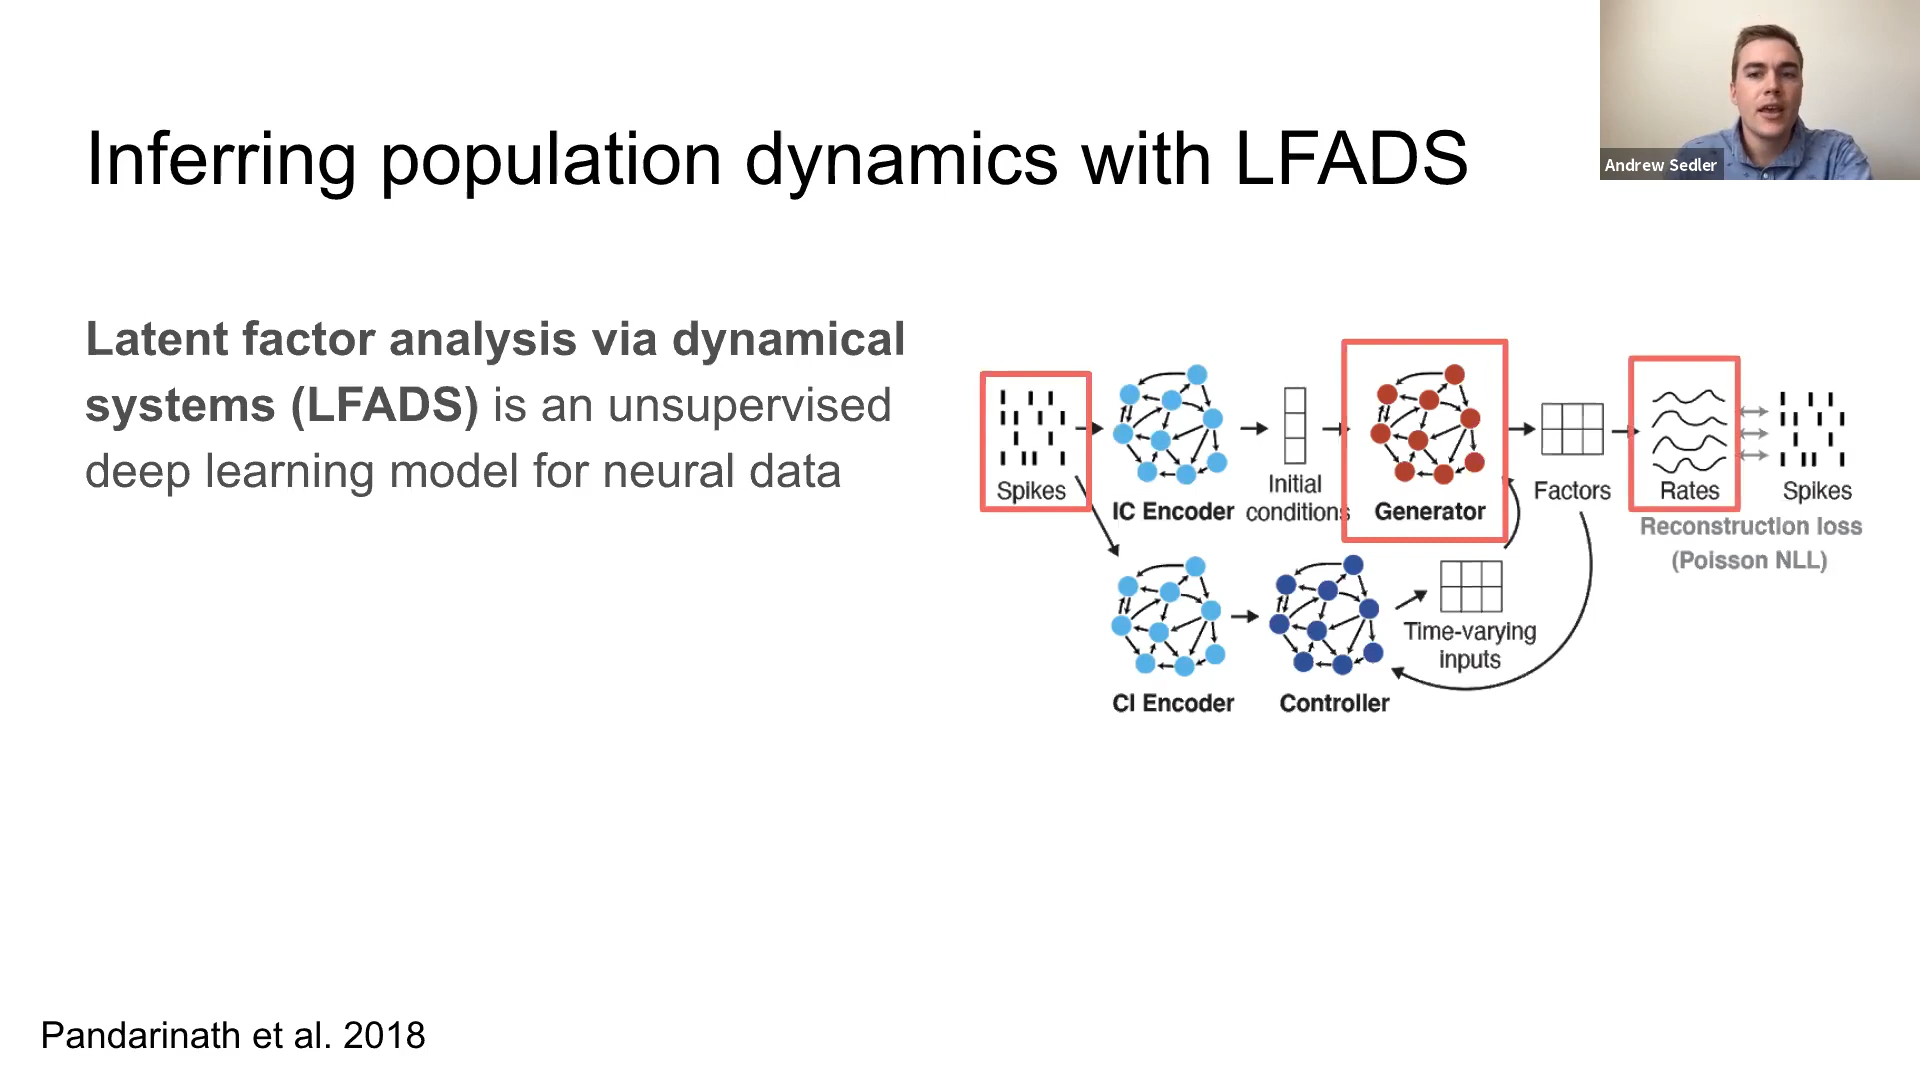 Inferring population dynamics with LFADS
Andrew Sedler
Latent factor analysis via dynamical
systems (LFADS) is an unsupervised
deep learning model for neural data
Spikes
IC Encoder
Initial
conditions
Generator
Factors
Rates
Spikes
Reconstruction loss
(Poisson NLL)
CI Encoder
Controller
Time-varying
inputs
Pandarinath et al. 2018